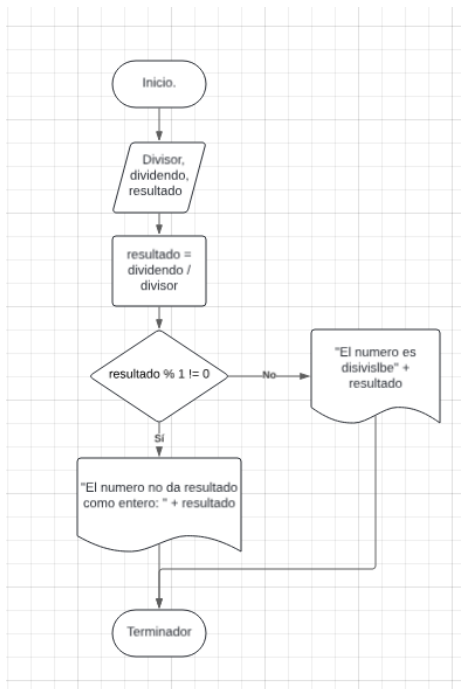 Inicio.
Divisor,
dividendo,
resultado
resultado =
dividendo /
divisor
resultado % 1 != 0
No
"El numero es
disivislbe" +
resultado
Sí
"El numero no da resultado
como entero: " + resultado
Terminador